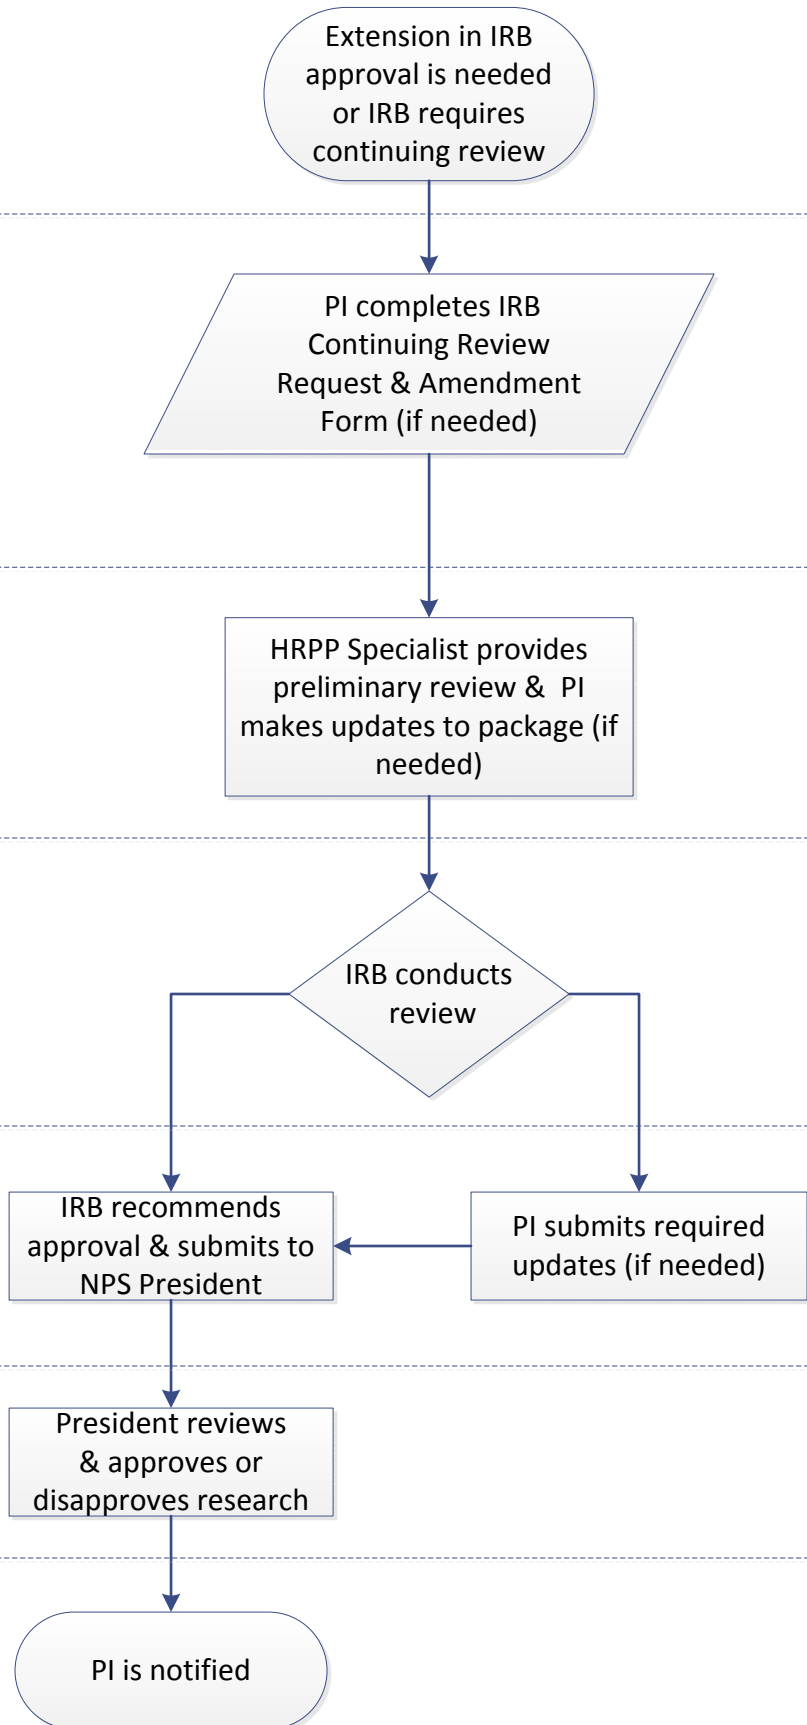 Extension in IRB
approval is needed
or IRB requires
continuing review
PI completes IRB
Continuing Review
Request & Amendment
Form (if needed)
HRPP Specialist provides
preliminary review &  PI
makes updates to package (if
needed)
IRB conducts
review
IRB recommends
approval & submits to
NPS President
PI submits required
updates (if needed)
President reviews
& approves or
disapproves research
PI is notified